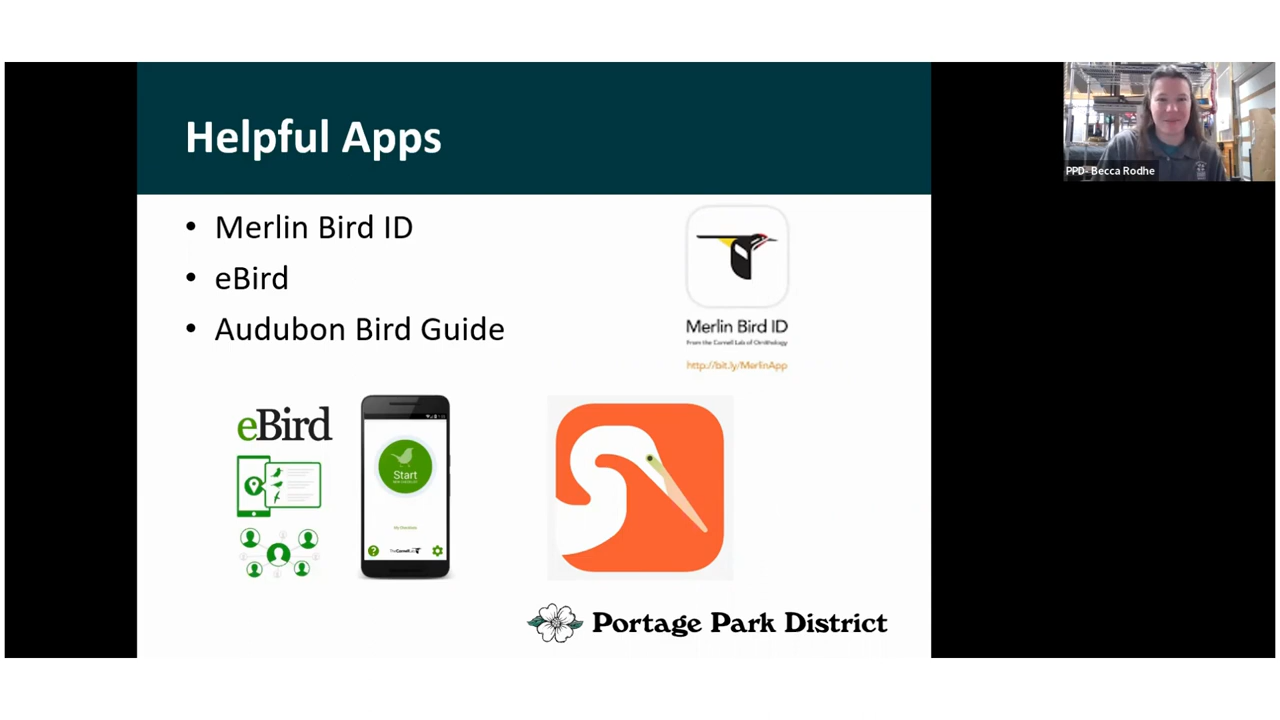 Helpful Apps
PPD- Becca Rodhe
• Merlin Bird ID
• eBird
• Audubon Bird Guide
Merlin Bird ID
From the Cornell Lab of Ornithology
http://bit.ly/MerlinApp
eBird
Start
Portage Park District